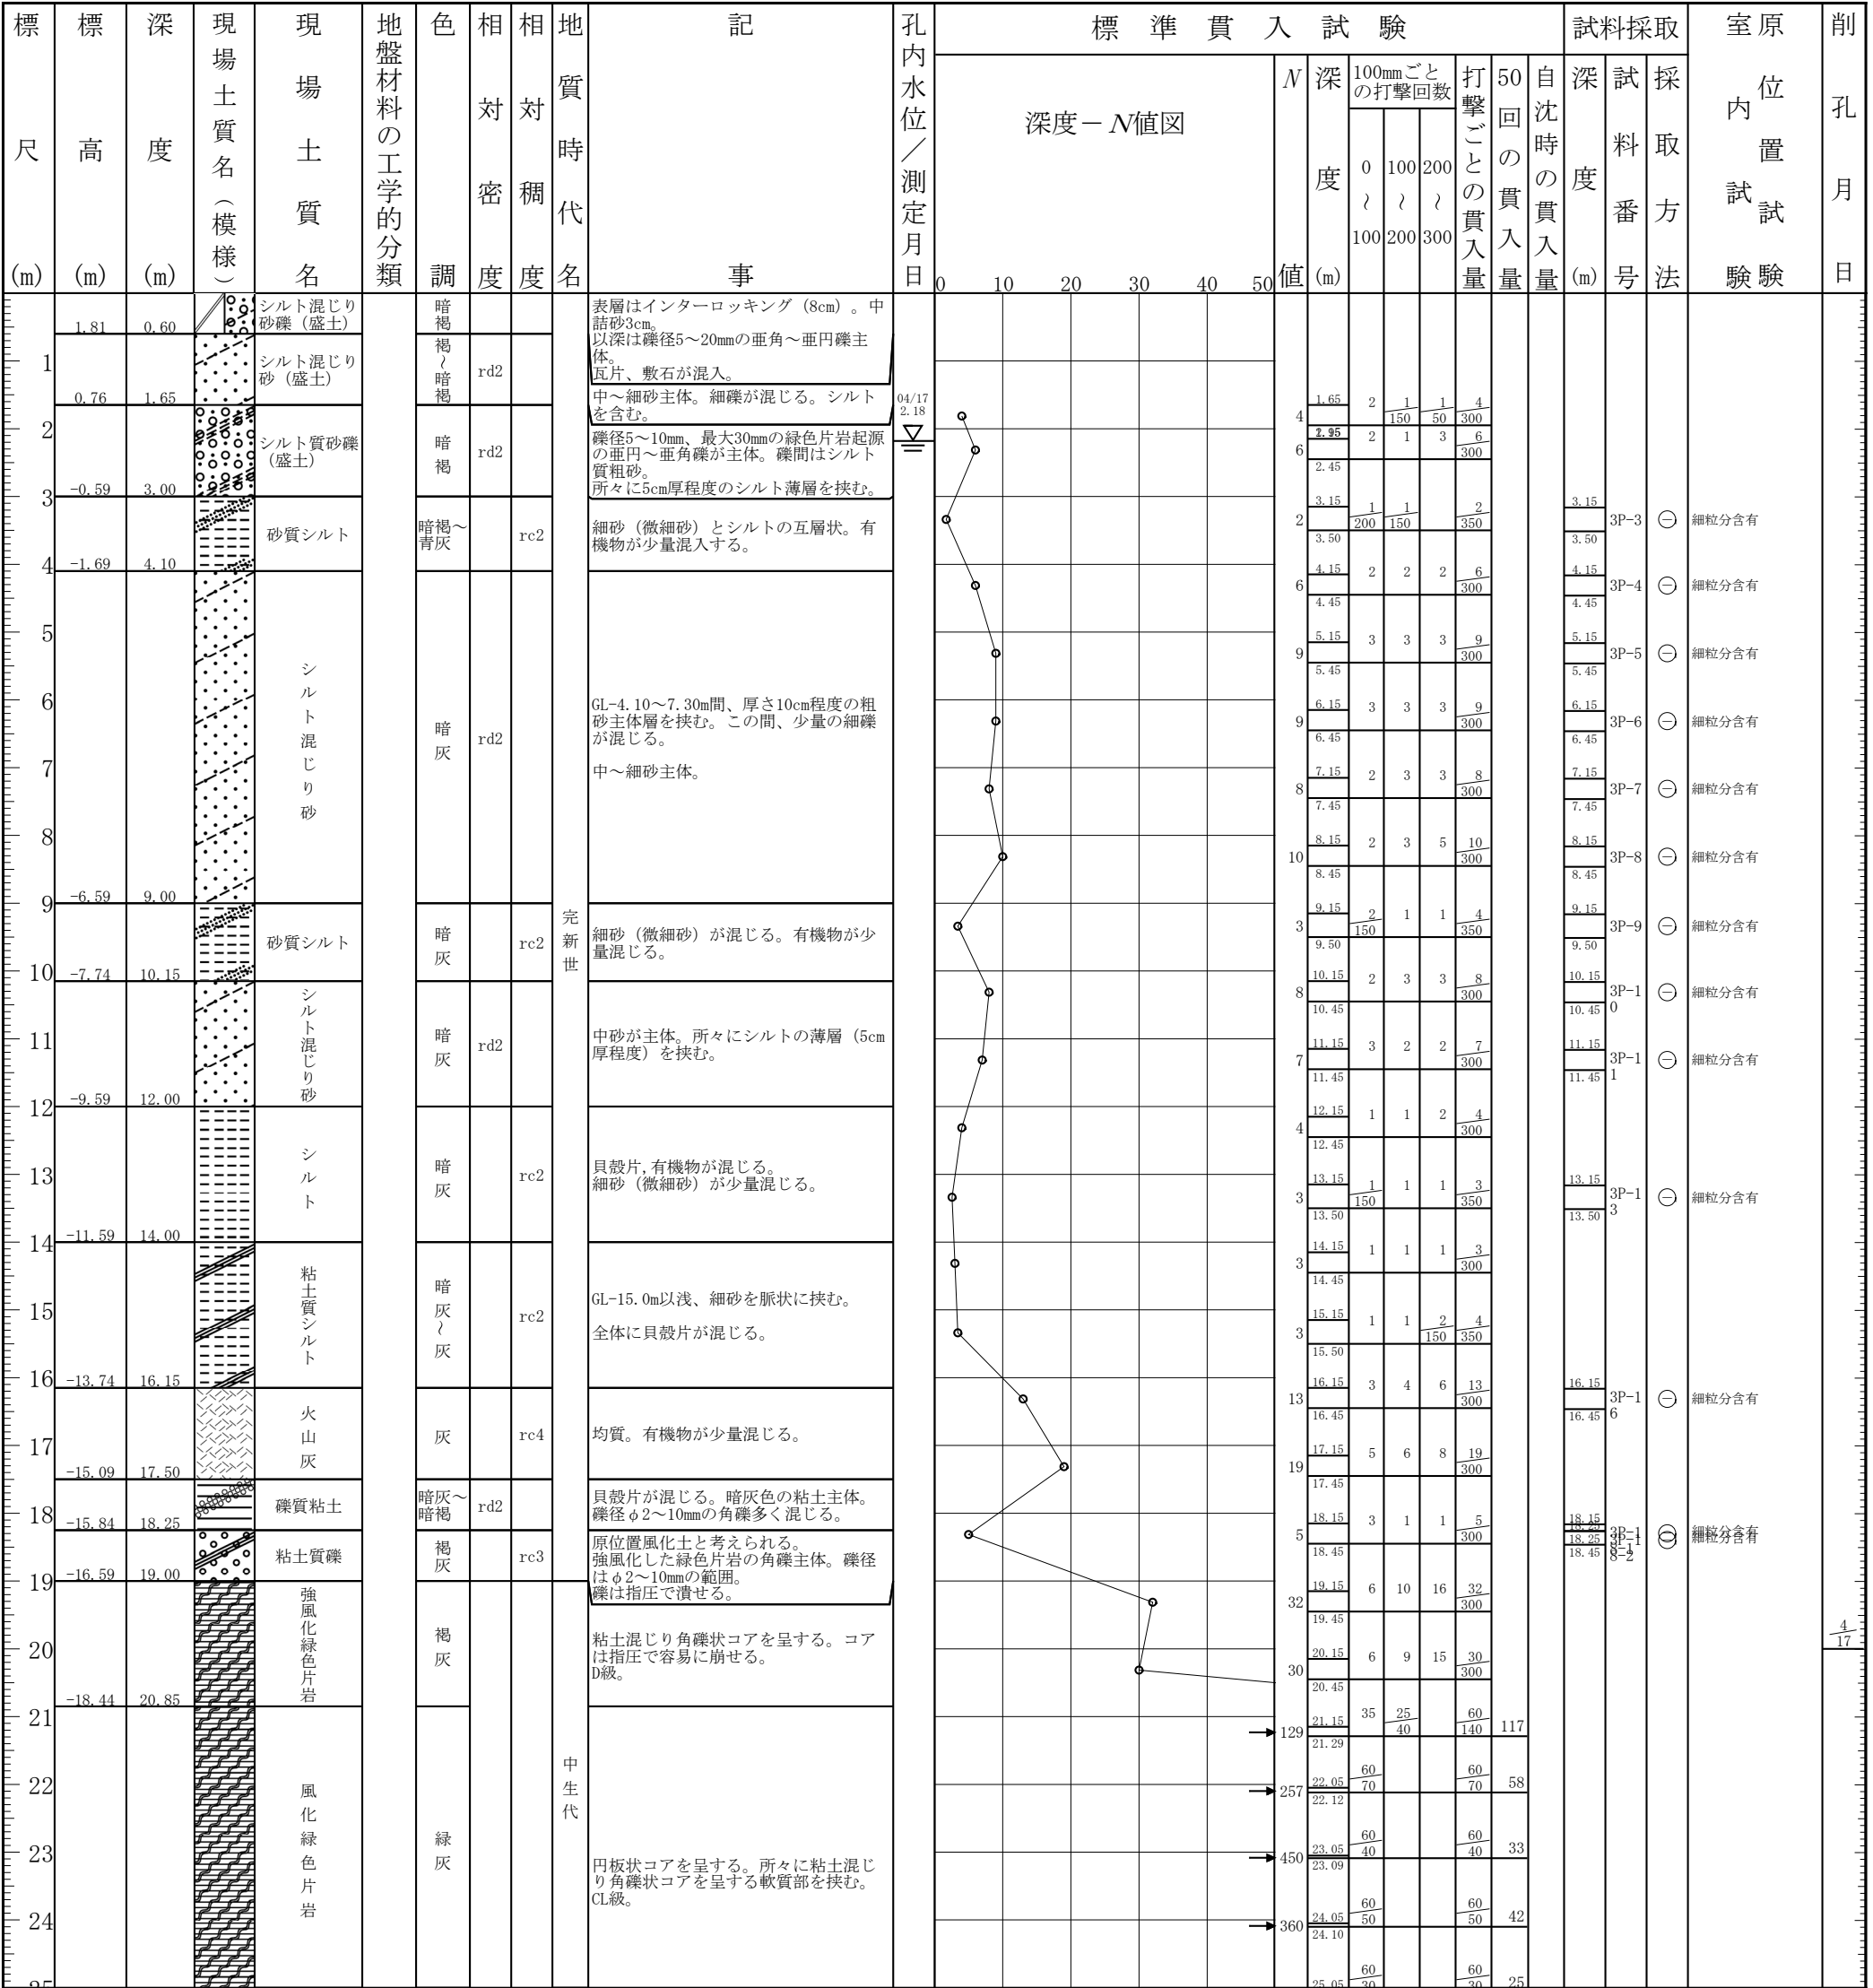 標尺(m)
標高(m)
深度(m)
現場土質名(模様)
現場土質名
地盤材料の工学的分類
色調
相対密度
相対稠度
地質時代名
記事
孔内水位/測定月日
標準貫入試験
深度-N値図
0 10 20 30 40 50
N値
深度(m)
100mmごと
の打撃回数
0～100
100～200
200～300
打撃ごとの貫入量
50回の貫入量
自沈時の貫入量
試料採取
深度(m)
試料番号
採取方法
室内試験
原位置試験
削孔月日
1
2
3
4
5
6
7
8
9
10
11
12
13
14
15
16
17
18
19
20
21
22
23
24
1.81 0.60
シルト混じり
砂礫(盛土)
暗褐
表層はインターロッキング(8cm)。中
詰砂3cm。
以深は礫径5～20mmの亜角～亜円礫主
体。
瓦片、敷石が混入。
0.76 1.65
シルト混じり
砂(盛土)
褐～暗褐
rd2
中～細砂主体。細礫が混じる。シルト
を含む。
04/17
2.18
-0.59 3.00
シルト質砂礫
(盛土)
暗褐
rd2
礫径5～10mm、最大30mmの緑色片岩起源
の亜円～亜角礫が主体。礫間はシルト
質粗砂。
所々に5cm厚程度のシルト薄層を挟む。
-1.69 4.10
砂質シルト
暗褐～
青灰
rc2
細砂(微細砂)とシルトの互層状。有
機物が少量混入する。
-6.59 9.00
シルト混じり砂
暗灰
rd2
GL-4.10～7.30m間、厚さ10cm程度の粗
砂主体層を挟む。この間、少量の細礫
が混じる。
中～細砂主体。
-7.74 10.15
砂質シルト
暗灰
rc2
細砂(微細砂)が混じる。有機物が少
量混じる。
完新世
-9.59 12.00
シルト混じり砂
暗灰
rd2
中砂が主体。所々にシルトの薄層(5cm
厚程度)を挟む。
-11.59 14.00
シルト
暗灰
rc2
貝殻片,有機物が混じる。
細砂(微細砂)が少量混じる。
-13.74 16.15
粘土質シルト
暗灰～灰
rc2
GL-15.0m以浅、細砂を脈状に挟む。
全体に貝殻片が混じる。
-15.09 17.50
火山灰
灰
rc4
均質。有機物が少量混じる。
-15.84 18.25
礫質粘土
暗灰～
暗褐
rd2
貝殻片が混じる。暗灰色の粘土主体。
礫径φ2～10mmの角礫多く混じる。
-16.59 19.00
粘土質礫
褐灰
rc3
原位置風化土と考えられる。
強風化した緑色片岩の角礫主体。礫径
はφ2～10mmの範囲。
礫は指圧で潰せる。
-18.44 20.85
強風化緑色片岩
褐灰
粘土混じり角礫状コアを呈する。コア
は指圧で容易に崩せる。
D級。
風化緑色片岩
緑灰
中生代
円板状コアを呈する。所々に粘土混じ
り角礫状コアを呈する軟質部を挟む。
CL級。
4 1.65 2 1/150 1/50 4/300
6 2 1 3 6/300 2.45
2 3.15 1/200 1/150 2/350 3.50
3.15 3.50 3P-3 細粒分含有
6 4.15 2 2 2 6/300 4.45
4.15 4.45 3P-4 細粒分含有
9 5.15 3 3 3 9/300 5.45
5.15 5.45 3P-5 細粒分含有
9 6.15 3 3 3 9/300 6.45
6.15 6.45 3P-6 細粒分含有
8 7.15 2 3 3 8/300 7.45
7.15 7.45 3P-7 細粒分含有
10 8.15 2 3 5 10/300 8.45
8.15 8.45 3P-8 細粒分含有
3 9.15 2/150 1 1 4/350 9.50
9.15 9.50 3P-9 細粒分含有
8 10.15 2 3 3 8/300 10.45
10.15 10.45 3P-10 細粒分含有
7 11.15 3 2 2 7/300 11.45
11.15 11.45 3P-11 細粒分含有
4 12.15 1 1 2 4/300 12.45
3 13.15 1/150 1 1 3/350 13.50
13.15 13.50 3P-13 細粒分含有
3 14.15 1 1 1 3/300 14.45
3 15.15 1 1 2/150 4/350 15.50
13 16.15 3 4 6 13/300 16.45
16.15 16.45 3P-16 細粒分含有
19 17.15 5 6 8 19/300 17.45
5 18.15 3 1 1 5/300 18.45
18.15 18.25 18.45 細粒分含有
32 19.15 6 10 16 32/300 19.45
30 20.15 6 9 15 30/300 20.45
4/17
129 21.15 35 25/40 60/140 117 21.29
257 22.05 60/70 60/70 58 22.12
450 23.05 60/40 60/40 33 23.09
360 24.05 60/50 60/50 42 24.10
60 60 25